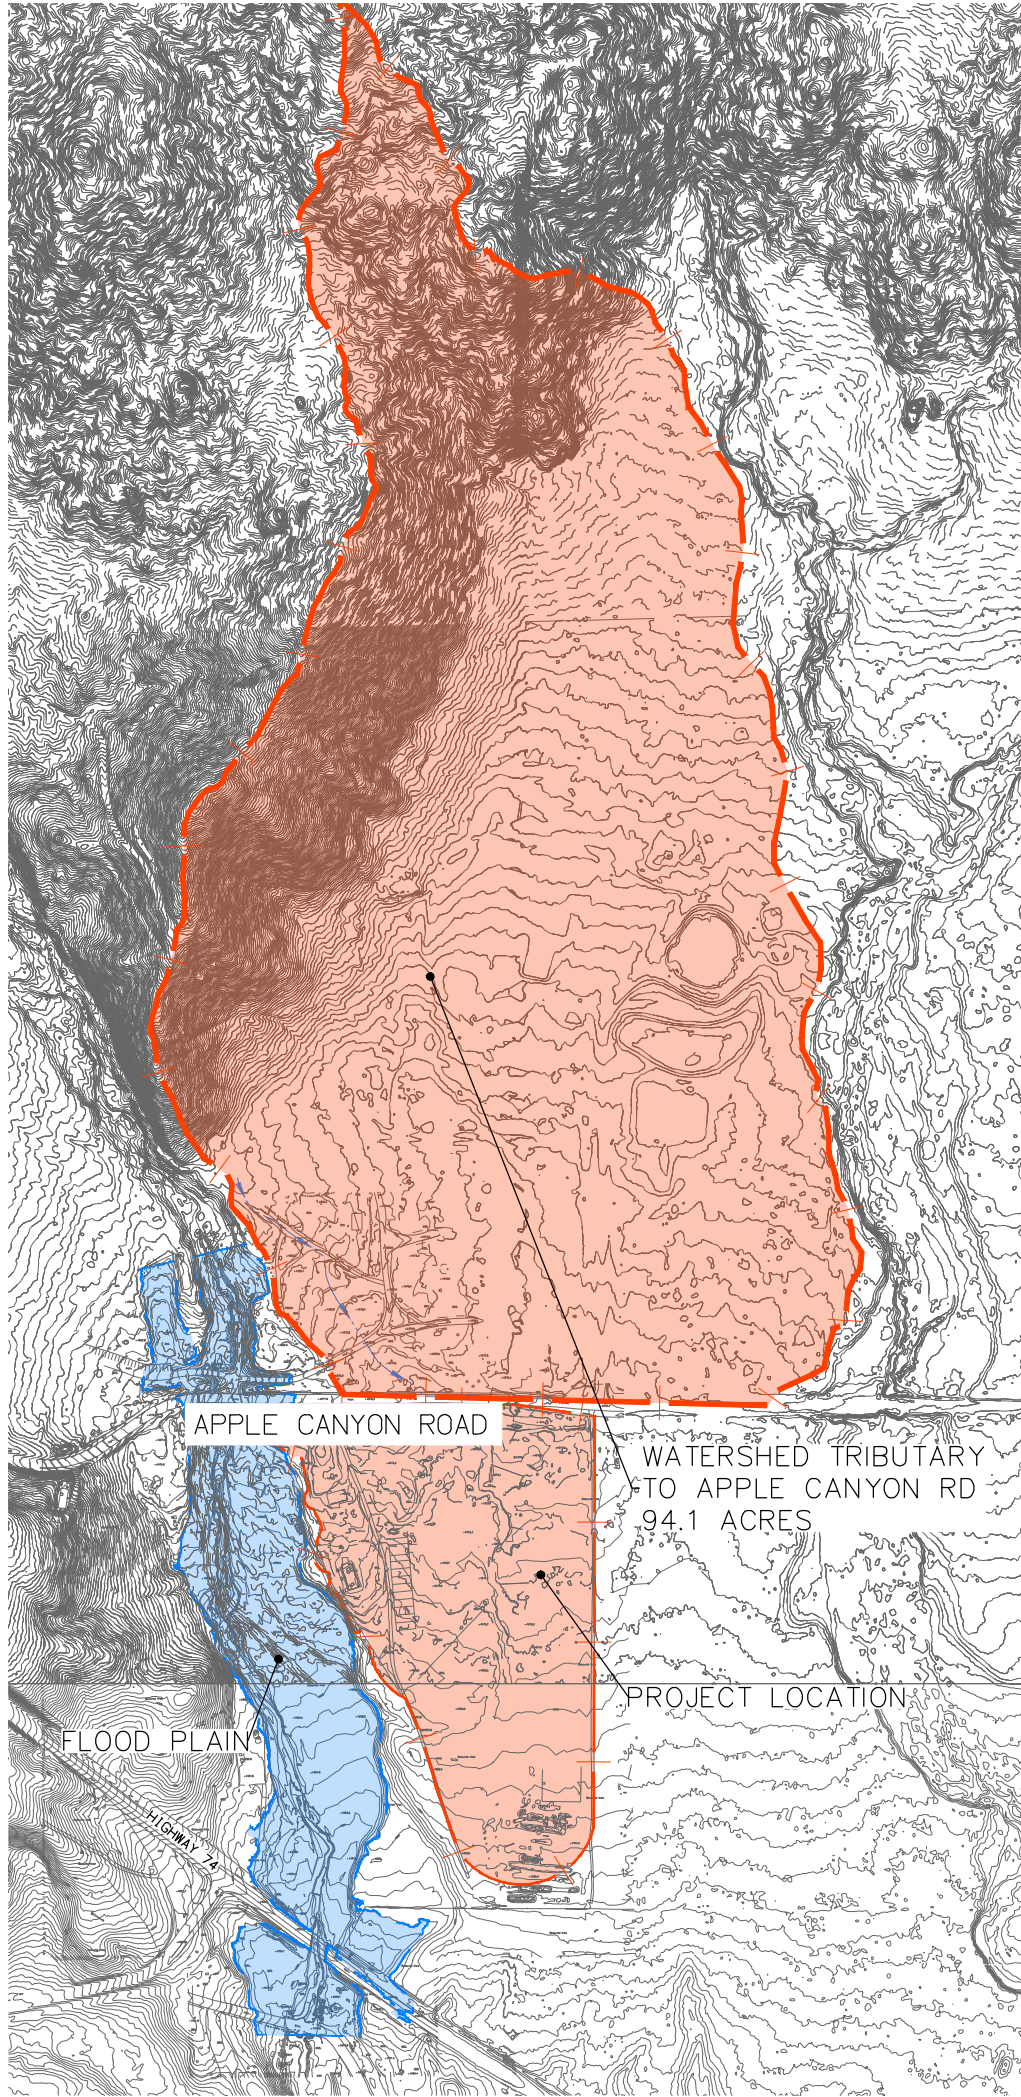 APPLE CANYON ROAD
WATERSHED TRIBUTARY
TO APPLE CANYON RD
94.1 ACRES
PROJECT LOCATION
FLOOD PLAIN
HIGHWAY 74